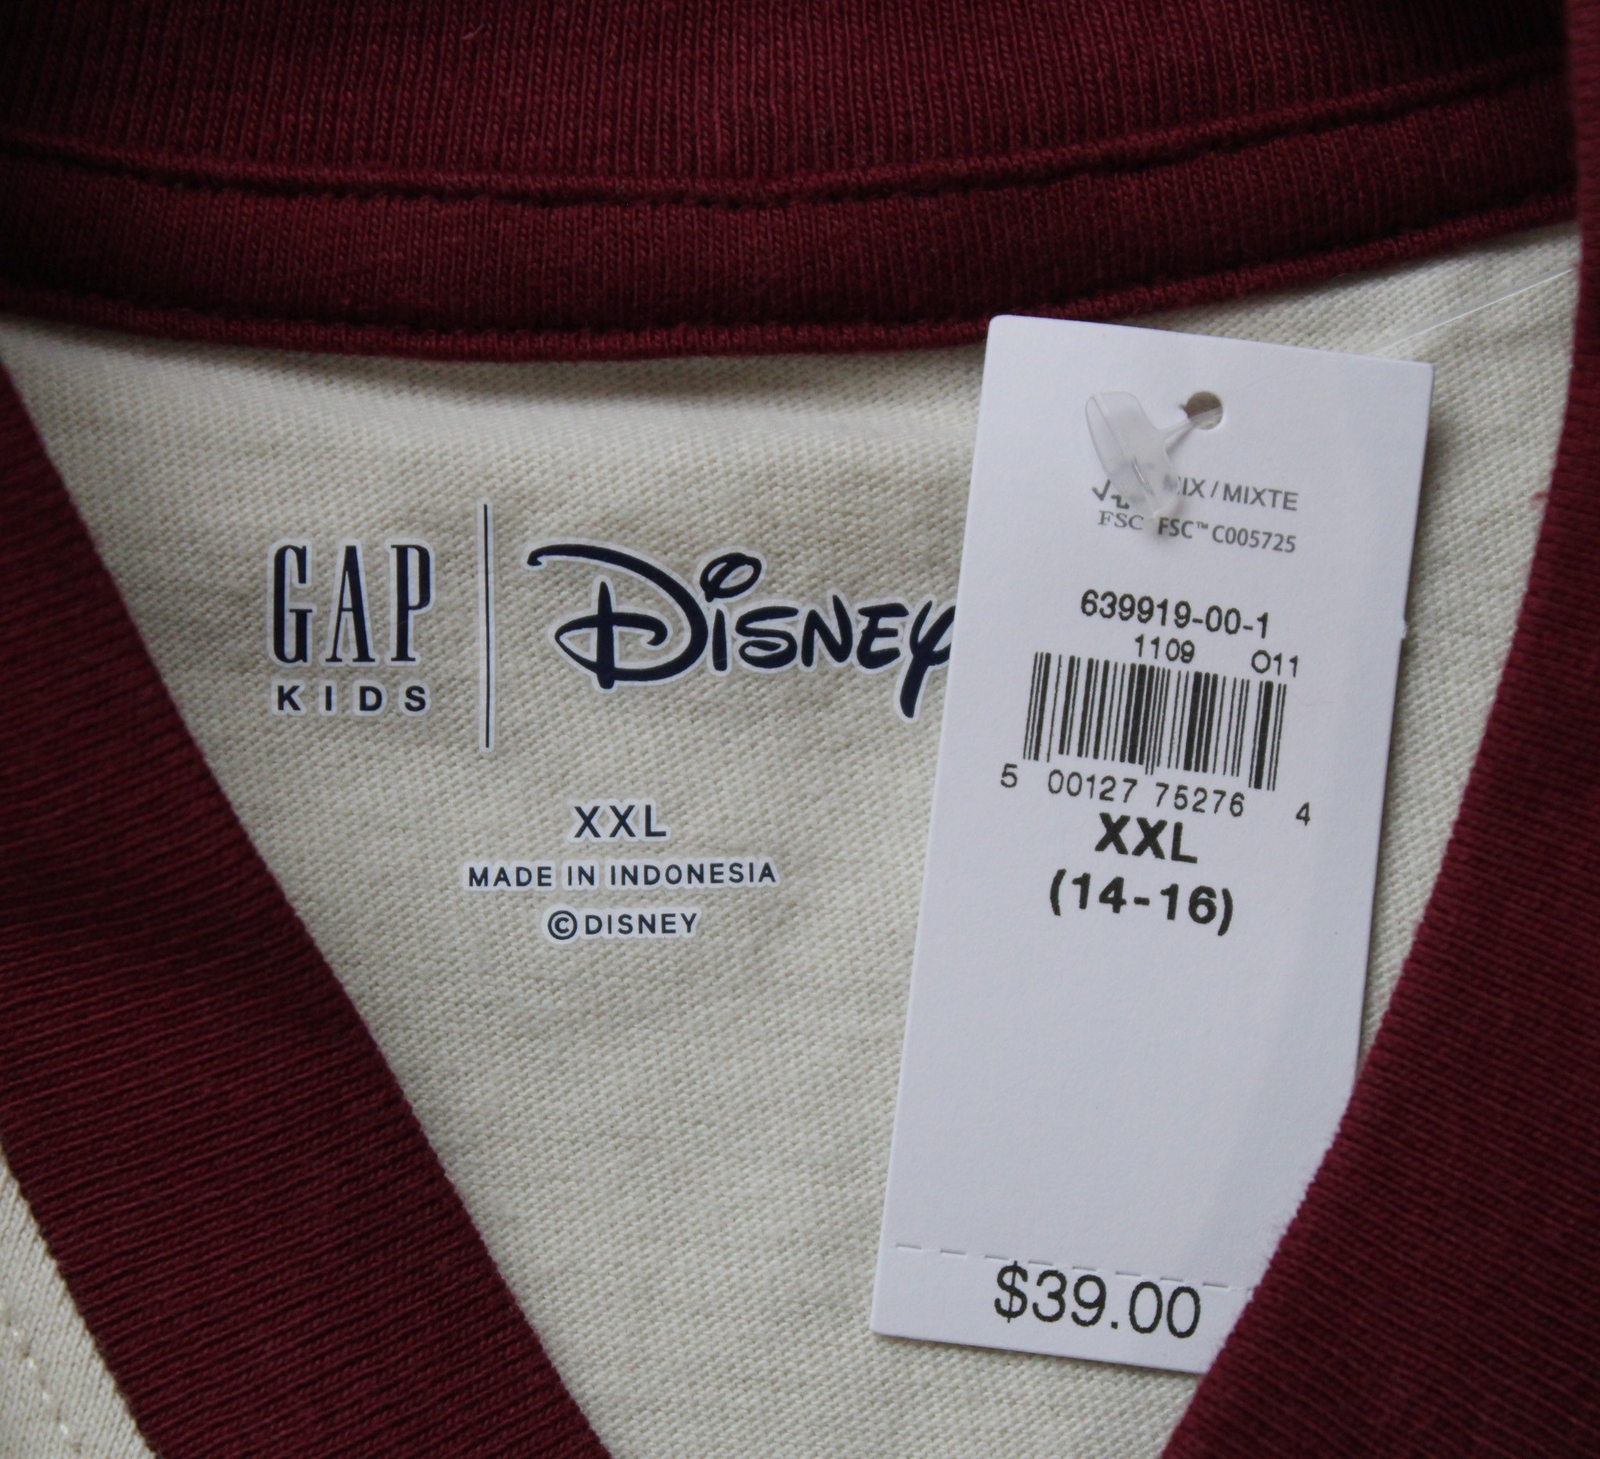 GAP
KIDS
DISNEY
XXL
MADE IN INDONESIA
©DISNEY
/ MIXTE
FSC FSC™ C005725
639919-00-1
1109 O11
5 00127 75276 4
XXL
(14-16)
$39.00